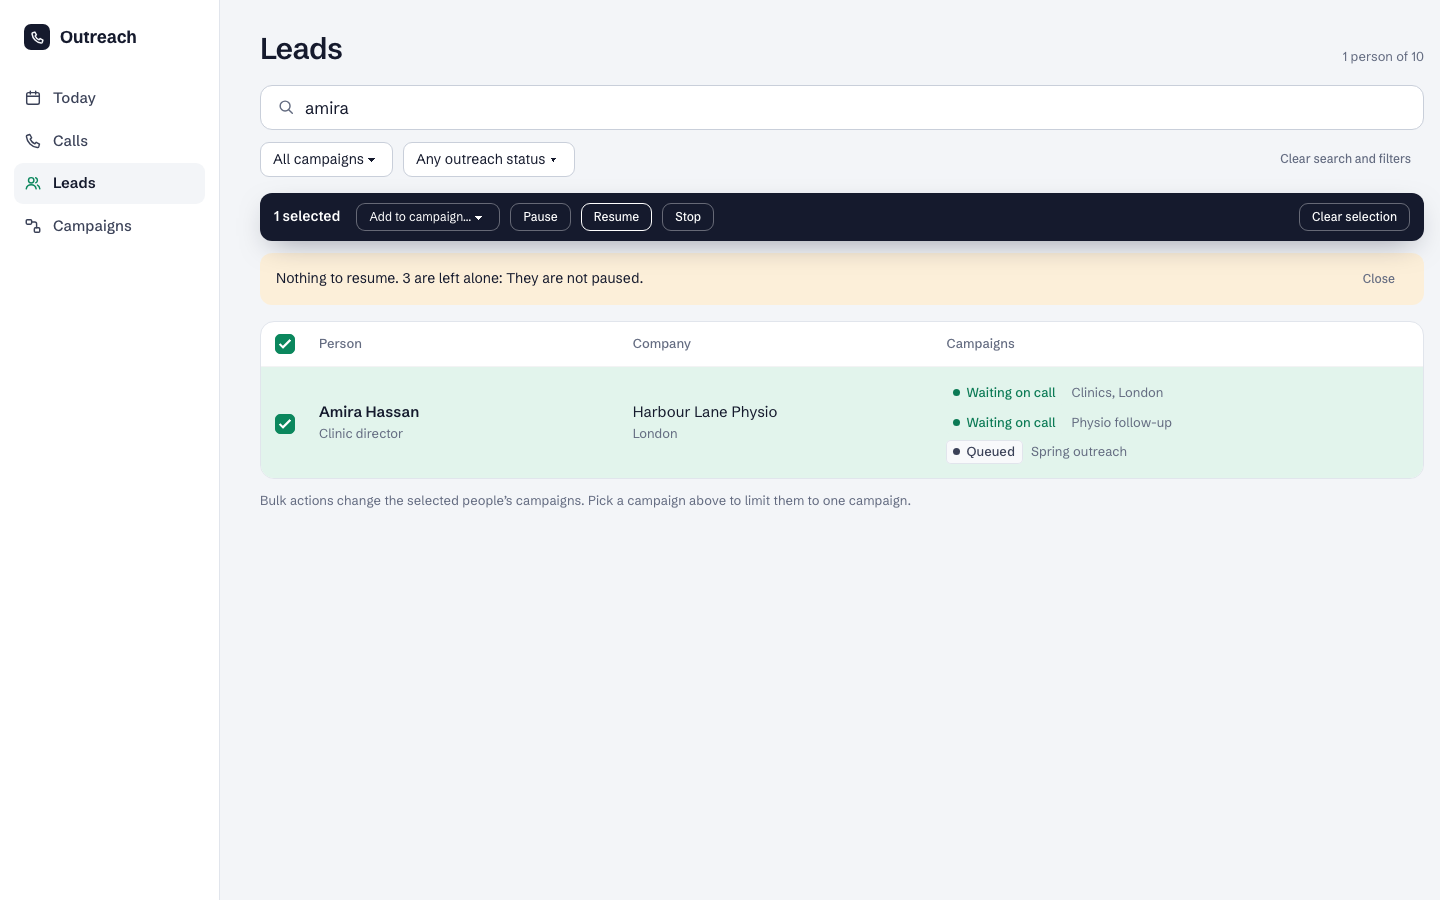 Outreach
Today
Calls
Leads
Campaigns
Leads
1 person of 10
amira
All campaigns
Any outreach status
Clear search and filters
1 selected
Add to campaign...
Pause
Resume
Stop
Clear selection
Nothing to resume. 3 are left alone: They are not paused.
Close
Person
Company
Campaigns
Amira Hassan
Clinic director
Harbour Lane Physio
London
Waiting on call
Clinics, London
Waiting on call
Physio follow-up
Queued
Spring outreach
Bulk actions change the selected people’s campaigns. Pick a campaign above to limit them to one campaign.